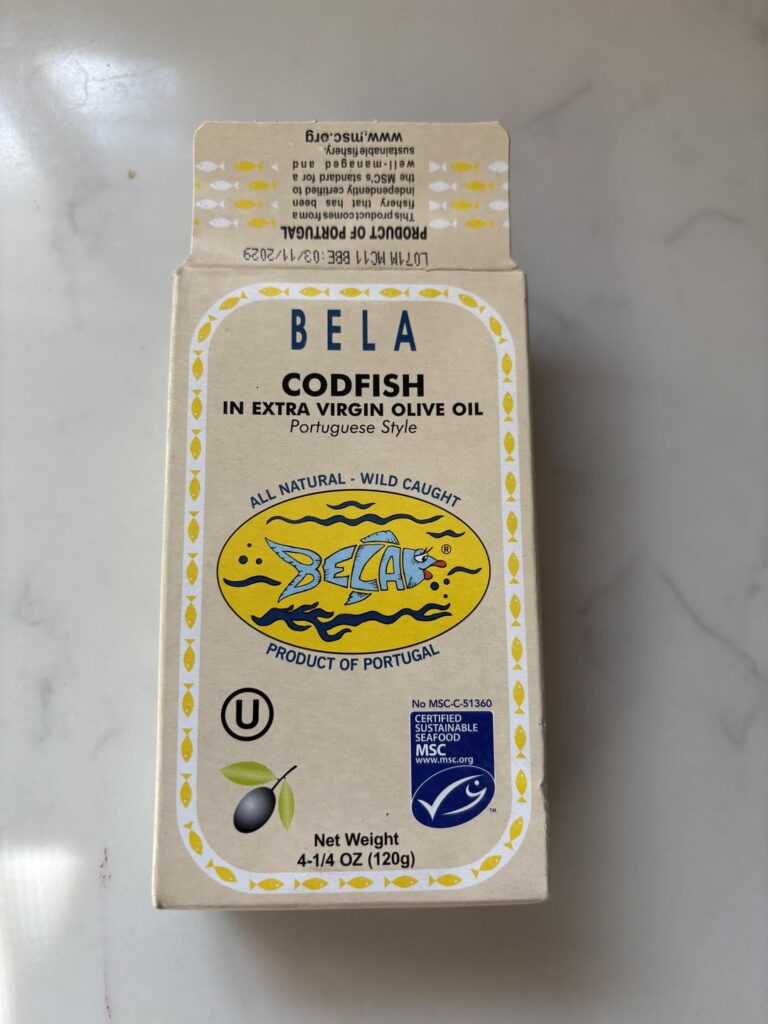 www.msc.org
sustainable fishery.
well-managed and
the MSC's standard for a
independently certified to
fishery that has been
This product comes from a
PRODUCT OF PORTUGAL
L071M MC11 BBE:03/11/2029
BELA
CODFISH
IN EXTRA VIRGIN OLIVE OIL
Portuguese Style
ALL NATURAL - WILD CAUGHT
BELA ®
PRODUCT OF PORTUGAL
U
No MSC-C-51360
CERTIFIED
SUSTAINABLE
SEAFOOD
MSC
www.msc.org
TM
Net Weight
4-1/4 OZ (120g)